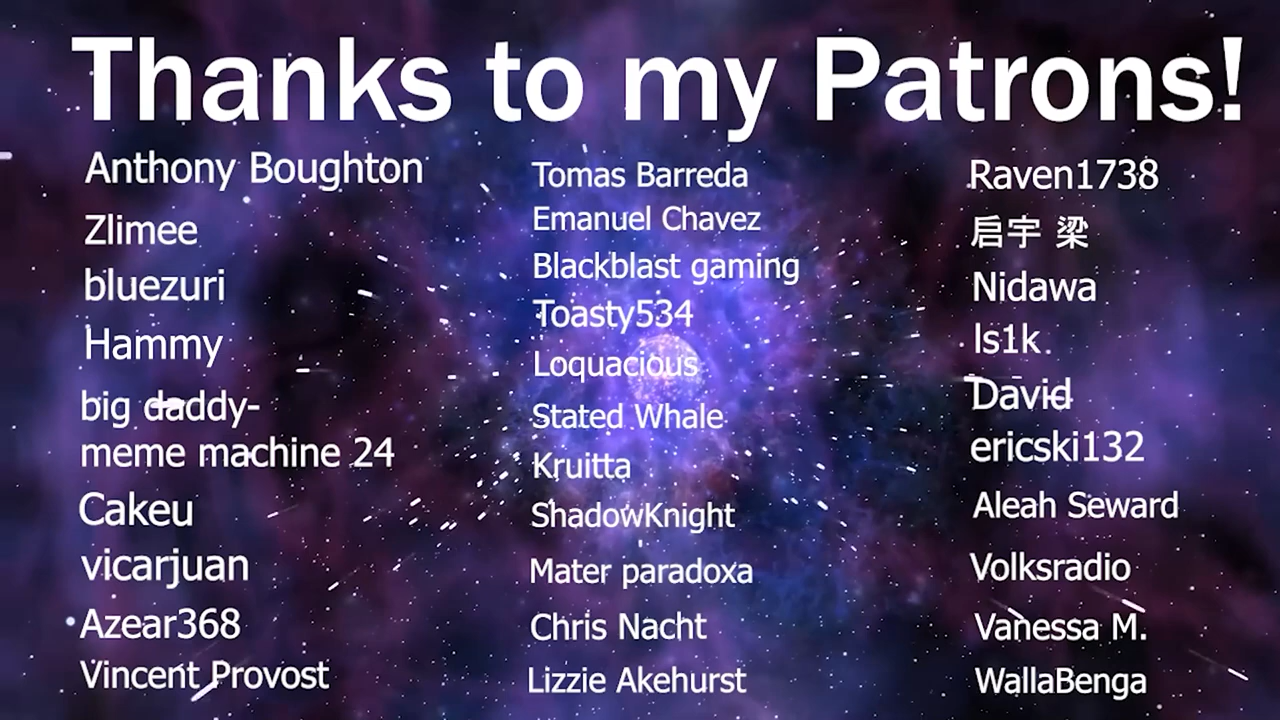 Thanks to my Patrons!
Anthony Boughton
Zlimee
bluezuri
Hammy
big daddy-
meme machine 24
Cakeu
vicarjuan
Azear368
Vincent Provost
Tomas Barreda
Emanuel Chavez
Blackblast gaming
Toasty534
Loquacious
Stated Whale
Kruitta
ShadowKnight
Mater paradoxa
Chris Nacht
Lizzie Akehurst
Raven1738
启宇 梁
Nidawa
ls1k
David
ericski132
Aleah Seward
Volksradio
Vanessa M.
WallaBenga